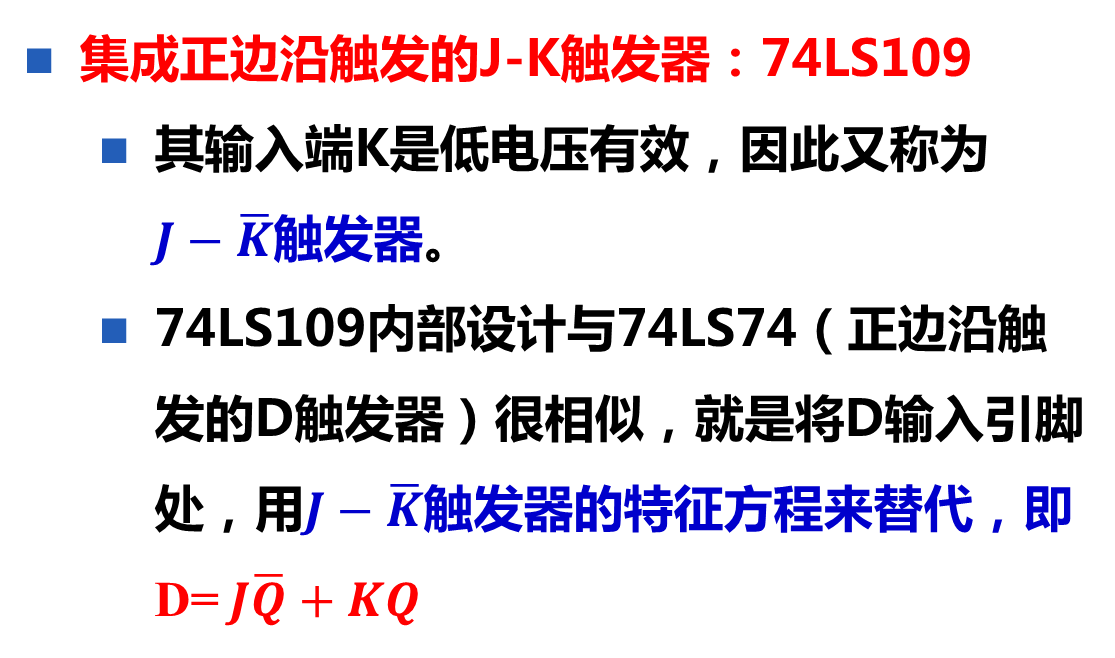 ■ 集成正边沿触发的J-K触发器：74LS109
■ 其输入端K是低电压有效，因此又称为
J − K̅触发器。
■ 74LS109内部设计与74LS74（正边沿触
发的D触发器）很相似，就是将D输入引脚
处，用J − K̅触发器的特征方程来替代，即
D= JQ̅ + KQ